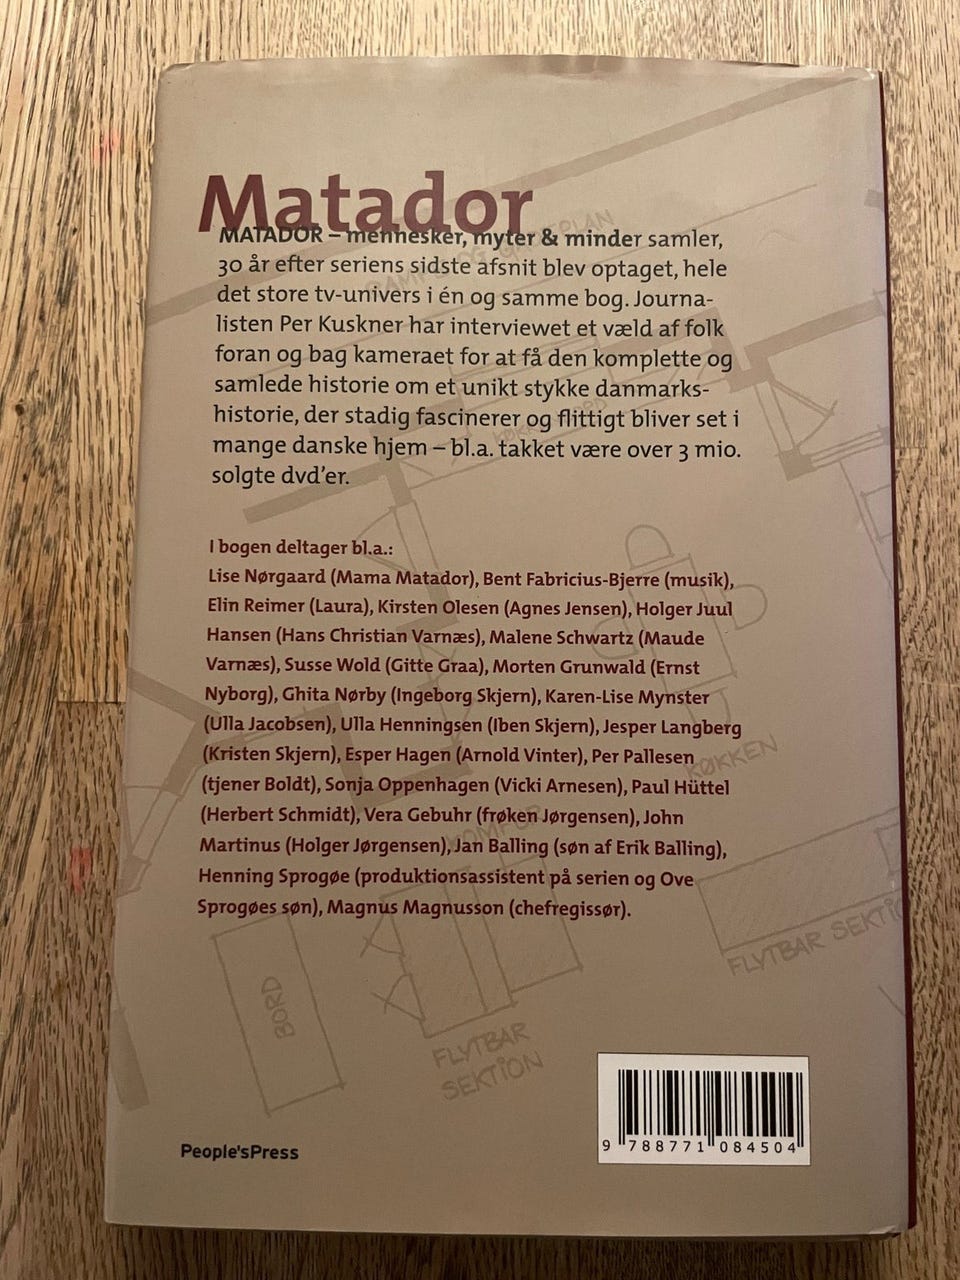 Matador
MATADOR – mennesker, myter & minder samler,
30 år efter seriens sidste afsnit blev optaget, hele
det store tv-univers i én og samme bog. Journa-
listen Per Kuskner har interviewet et væld af folk
foran og bag kameraet for at få den komplette og
samlede historie om et unikt stykke danmarks-
historie, der stadig fascinerer og flittigt bliver set i
mange danske hjem – bl.a. takket være over 3 mio.
solgte dvd'er.
I bogen deltager bl.a.:
Lise Nørgaard (Mama Matador), Bent Fabricius-Bjerre (musik),
Elin Reimer (Laura), Kirsten Olesen (Agnes Jensen), Holger Juul
Hansen (Hans Christian Varnæs), Malene Schwartz (Maude
Varnæs), Susse Wold (Gitte Graa), Morten Grunwald (Ernst
Nyborg), Ghita Nørby (Ingeborg Skjern), Karen-Lise Mynster
(Ulla Jacobsen), Ulla Henningsen (Iben Skjern), Jesper Langberg
(Kristen Skjern), Esper Hagen (Arnold Vinter), Per Pallesen
(tjener Boldt), Sonja Oppenhagen (Vicki Arnesen), Paul Hüttel
(Herbert Schmidt), Vera Gebuhr (frøken Jørgensen), John
Martinus (Holger Jørgensen), Jan Balling (søn af Erik Balling),
Henning Sprogøe (produktionsassistent på serien og Ove
Sprogøes søn), Magnus Magnusson (chefregissør).
KØKKEN
KOMFUR
FLYTBAR SEKTIO
BORD
FLYTBAR
SEKTION
People'sPress
9 788771 084504